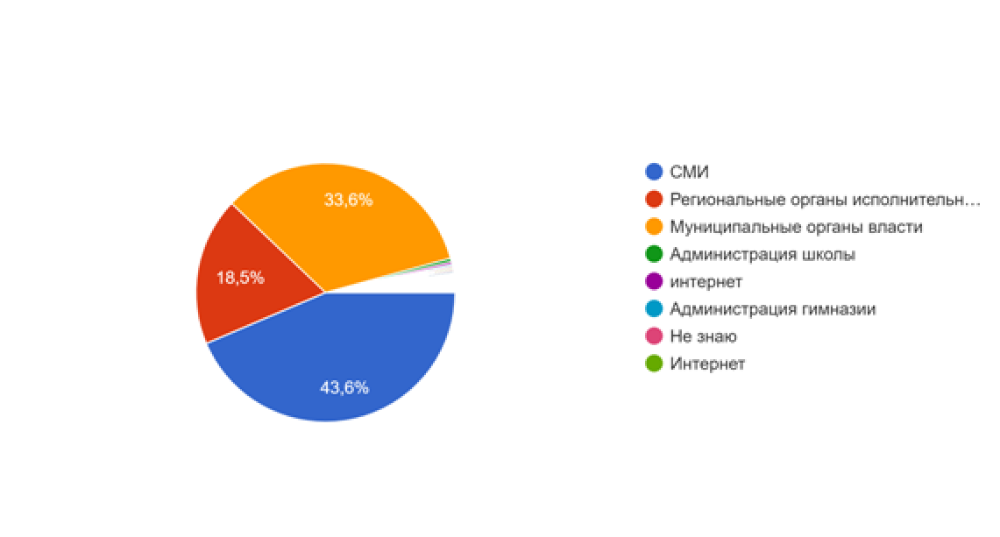 33,6%
18,5%
43,6%
СМИ
Региональные органы исполнительн...
Муниципальные органы власти
Администрация школы
интернет
Администрация гимназии
Не знаю
Интернет